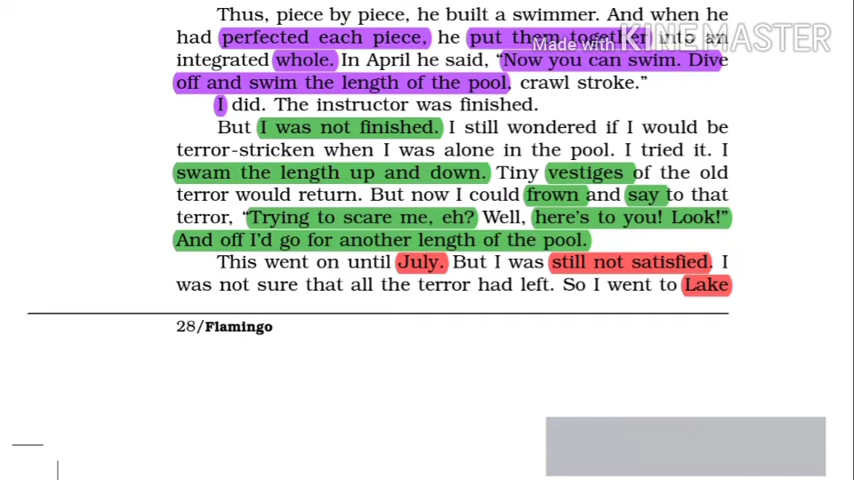 Thus, piece by piece, he built a swimmer. And when he
had perfected each piece, he put them together into an
Made with KINEMASTER
integrated whole. In April he said, “Now you can swim. Dive
off and swim the length of the pool, crawl stroke.”
I did. The instructor was finished.
But I was not finished. I still wondered if I would be
terror-stricken when I was alone in the pool. I tried it. I
swam the length up and down. Tiny vestiges of the old
terror would return. But now I could frown and say to that
terror, “Trying to scare me, eh? Well, here’s to you! Look!”
And off I’d go for another length of the pool.
This went on until July. But I was still not satisfied. I
was not sure that all the terror had left. So I went to Lake
28/Flamingo